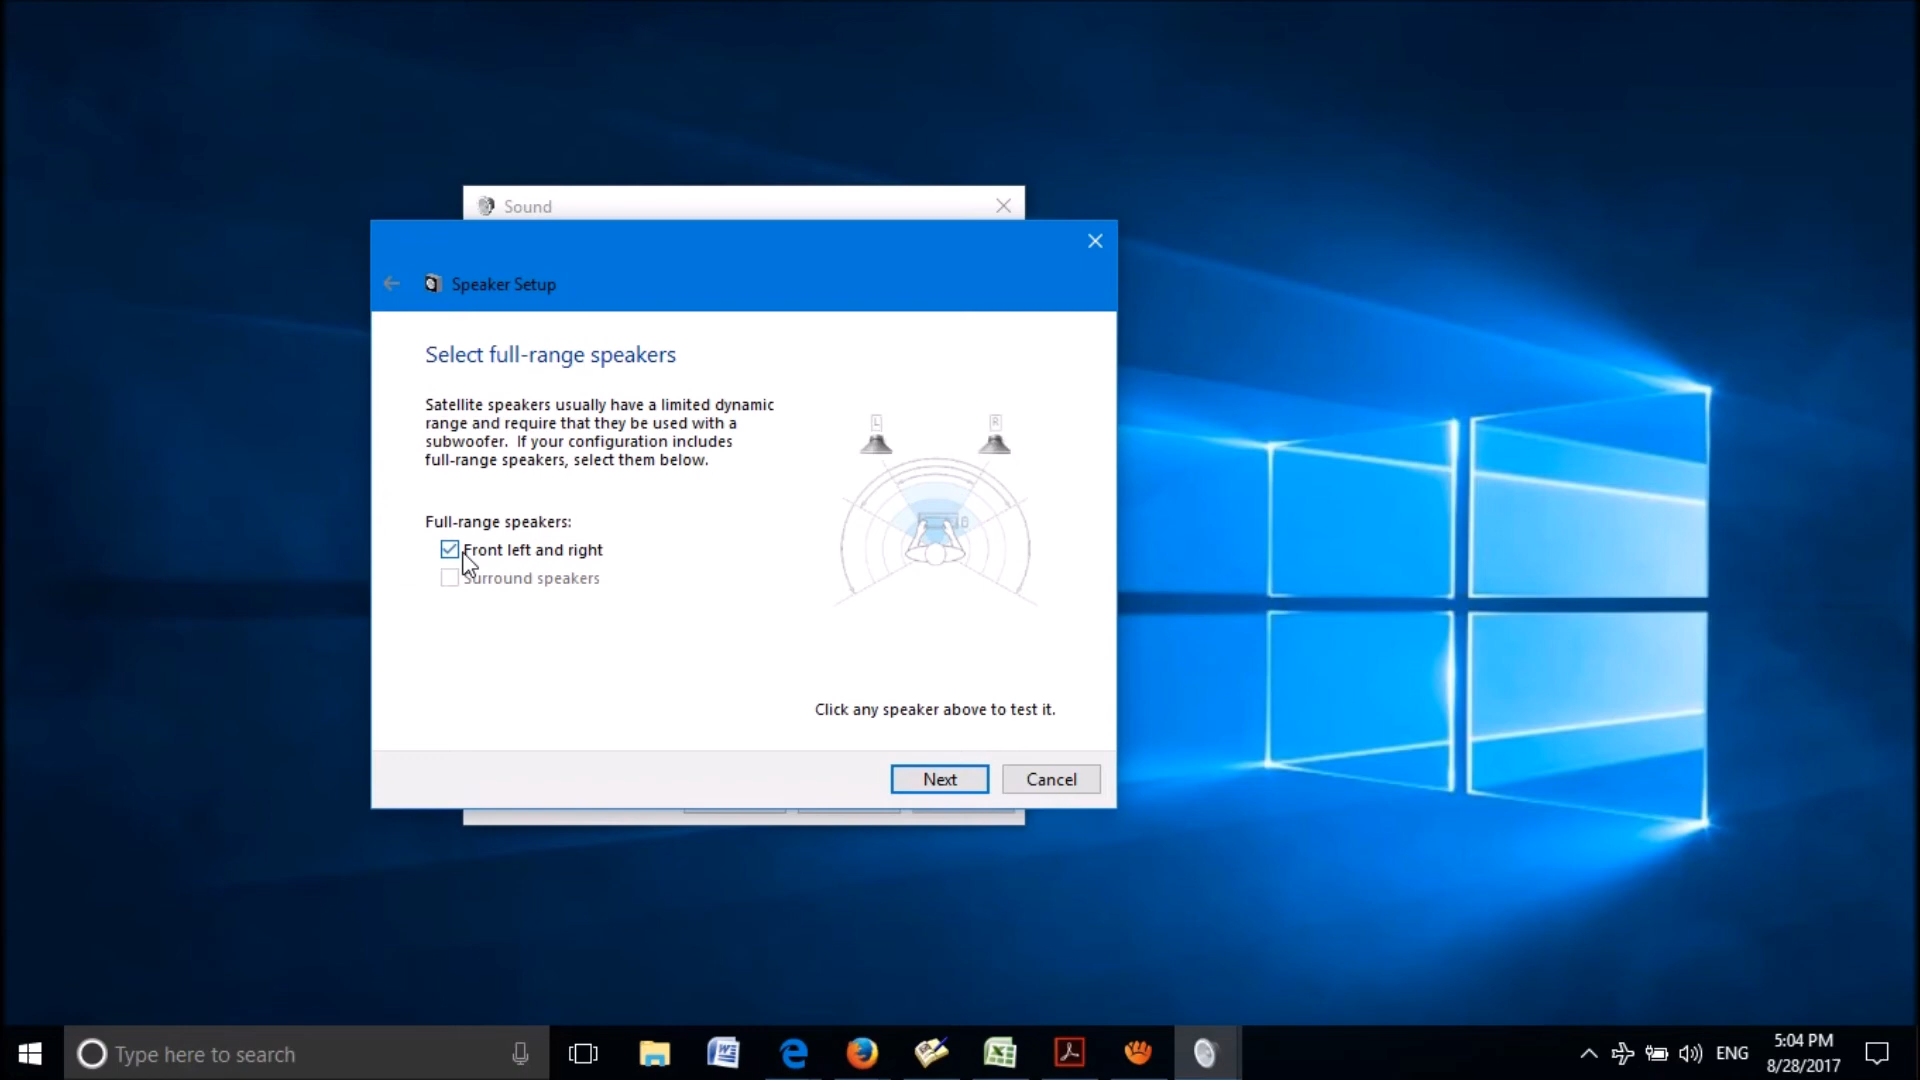 Sound
Speaker Setup
Select full-range speakers
Satellite speakers usually have a limited dynamic
range and require that they be used with a
subwoofer. If your configuration includes
full-range speakers, select them below.
L
R
Full-range speakers:
Front left and right
Surround speakers
Click any speaker above to test it.
Next
Cancel
Type here to search
ENG
5:04 PM
8/28/2017